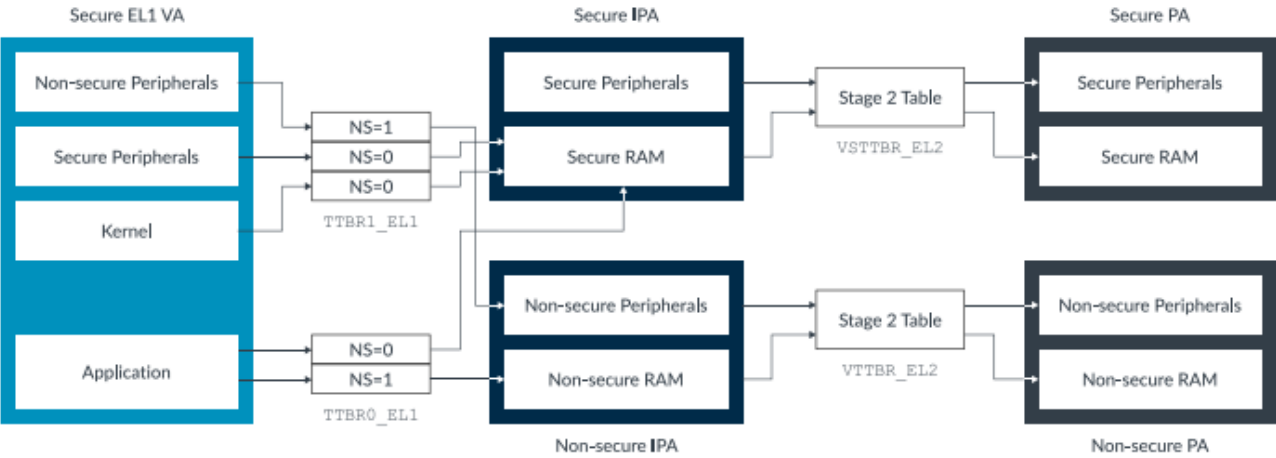 Secure EL1 VA
Secure IPA
Secure PA
Non-secure Peripherals
Secure Peripherals
Kernel
Application
NS=1
NS=0
NS=0
TTBR1_EL1
NS=0
NS=1
TTBR0_EL1
Secure Peripherals
Secure RAM
Non-secure Peripherals
Non-secure RAM
Stage 2 Table
VSTTBR_EL2
Stage 2 Table
VTTBR_EL2
Secure Peripherals
Secure RAM
Non-secure Peripherals
Non-secure RAM
Non-secure IPA
Non-secure PA